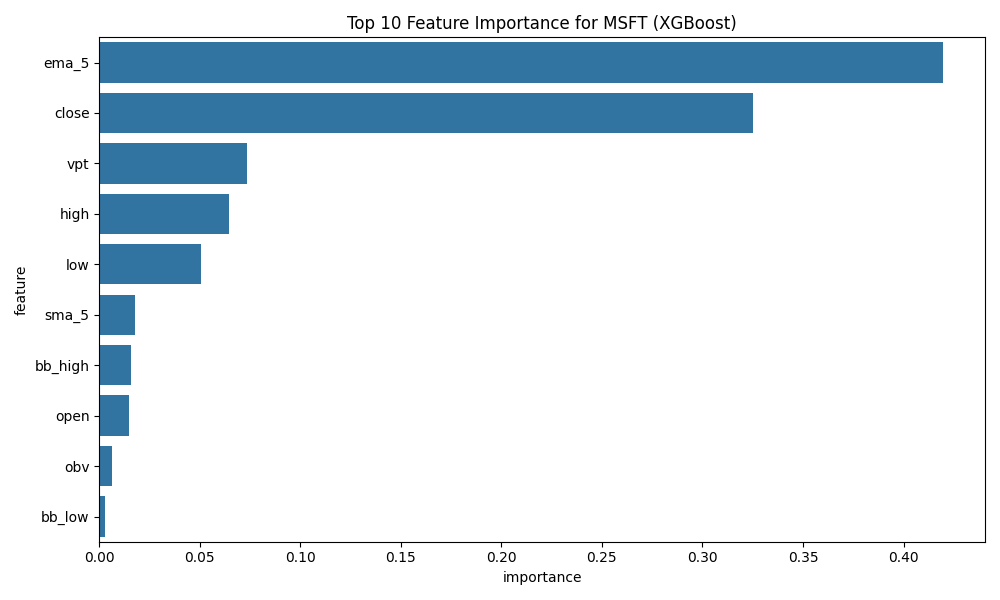 Top 10 Feature Importance for MSFT (XGBoost)
feature
ema_5
close
vpt
high
low
sma_5
bb_high
open
obv
bb_low
0.00 0.05 0.10 0.15 0.20 0.25 0.30 0.35 0.40
importance